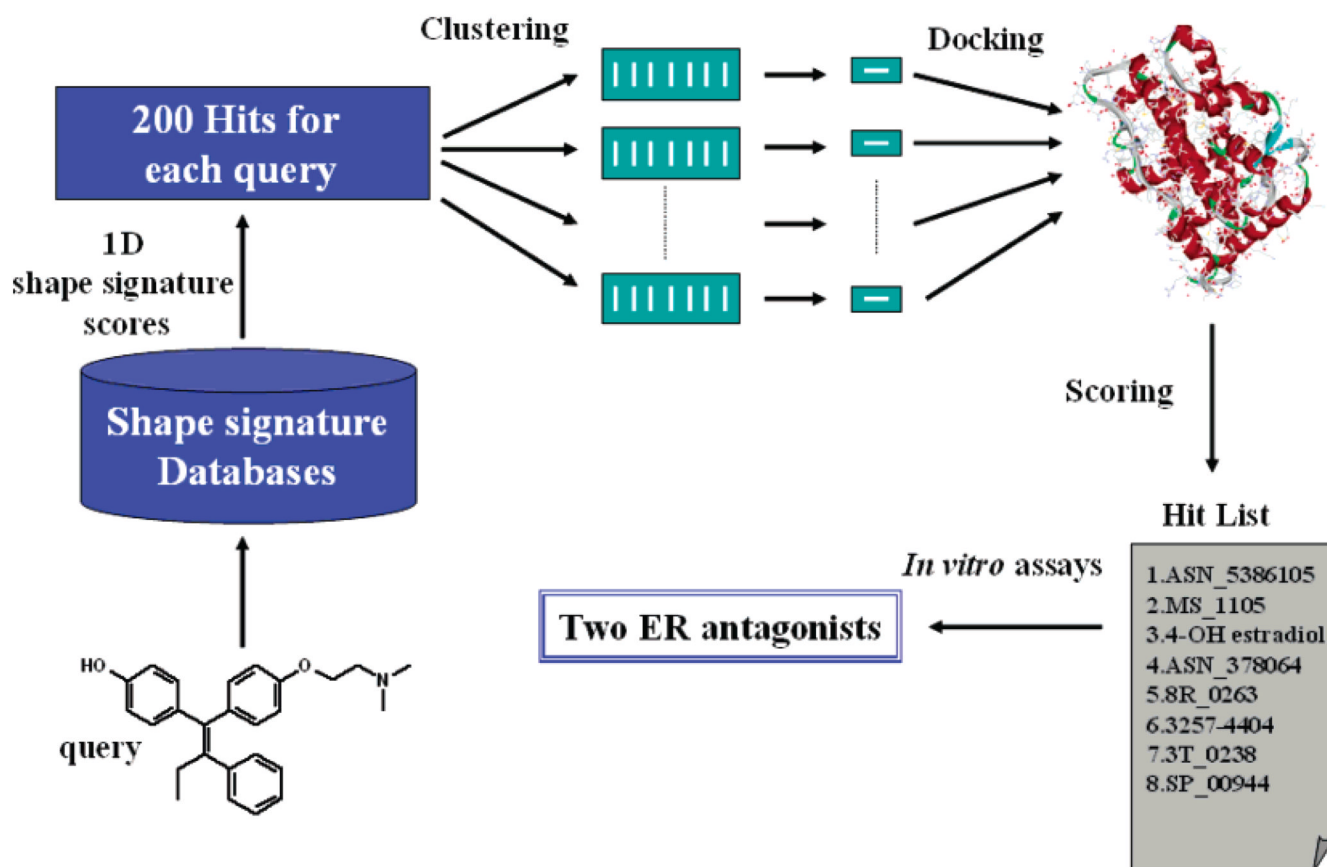 Clustering
Docking
200 Hits for
each query
1D
shape signature
scores
Shape signature
Databases
Scoring
Hit List
In vitro assays
Two ER antagonists
1.ASN_5386105
2.MS_1105
3.4-OH estradiol
4.ASN_378064
5.8R_0263
6.3257-4404
7.3T_0238
8.SP_00944
HO
O
N
query